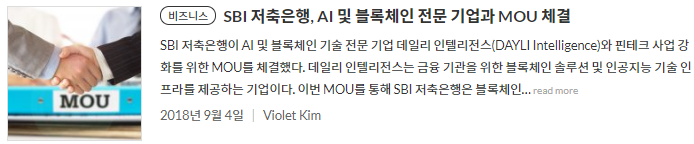 MOU
비즈니스 SBI 저축은행, AI 및 블록체인 전문 기업과 MOU 체결
SBI 저축은행이 AI 및 블록체인 기술 전문 기업 데일리 인텔리전스(DAYLI Intelligence)와 핀테크 사업 강
화를 위한 MOU를 체결했다. 데일리 인텔리전스는 금융 기관을 위한 블록체인 솔루션 및 인공지능 기술 인
프라를 제공하는 기업이다. 이번 MOU를 통해 SBI 저축은행은 블록체인... read more
2018년 9월 4일 | Violet Kim